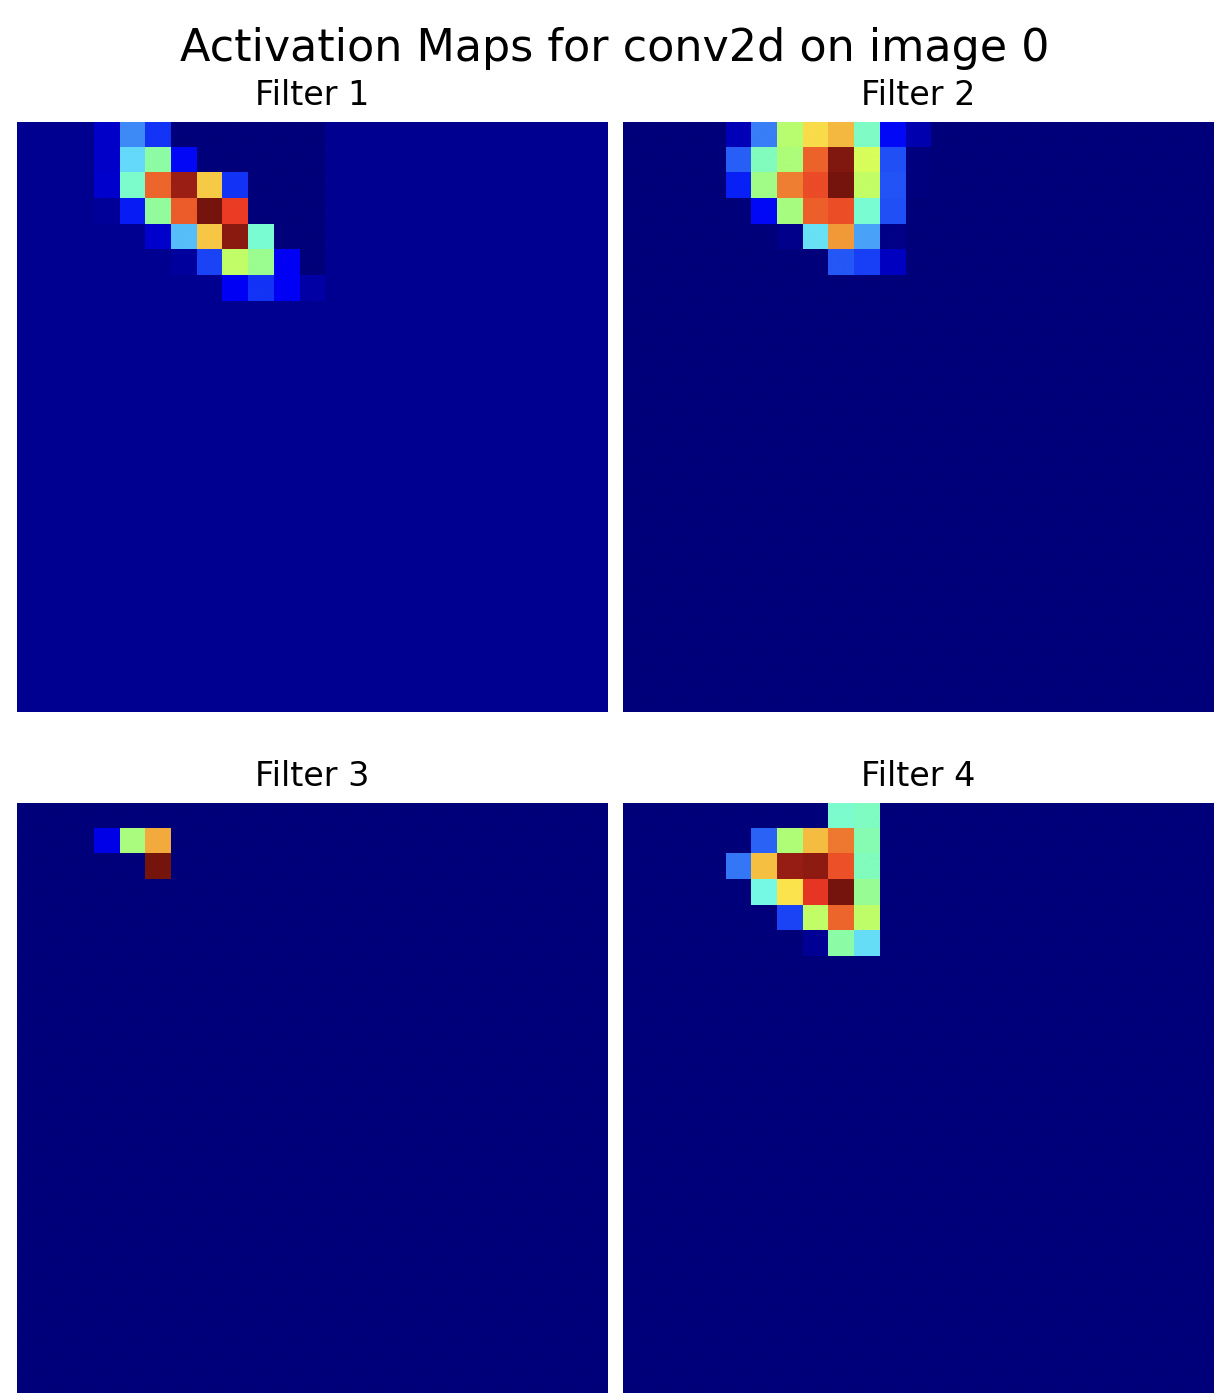 Activation Maps for conv2d on image 0
Filter 1
Filter 2
Filter 3
Filter 4